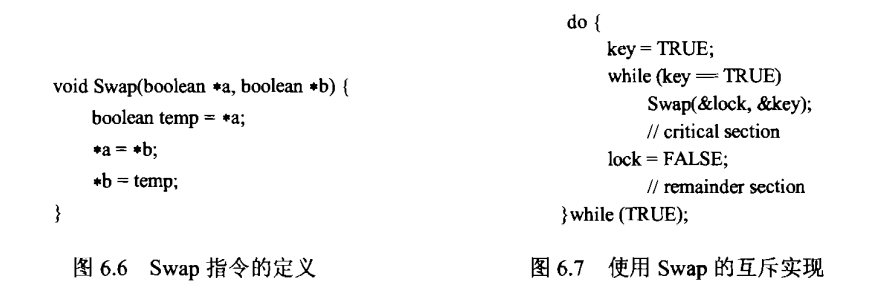 void Swap(boolean *a, boolean *b) {
boolean temp = *a;
*a = *b;
*b = temp;
}
图 6.6 Swap 指令的定义
do {
key = TRUE;
while (key == TRUE)
Swap(&lock, &key);
// critical section
lock = FALSE;
// remainder section
}while (TRUE);
图 6.7 使用 Swap 的互斥实现